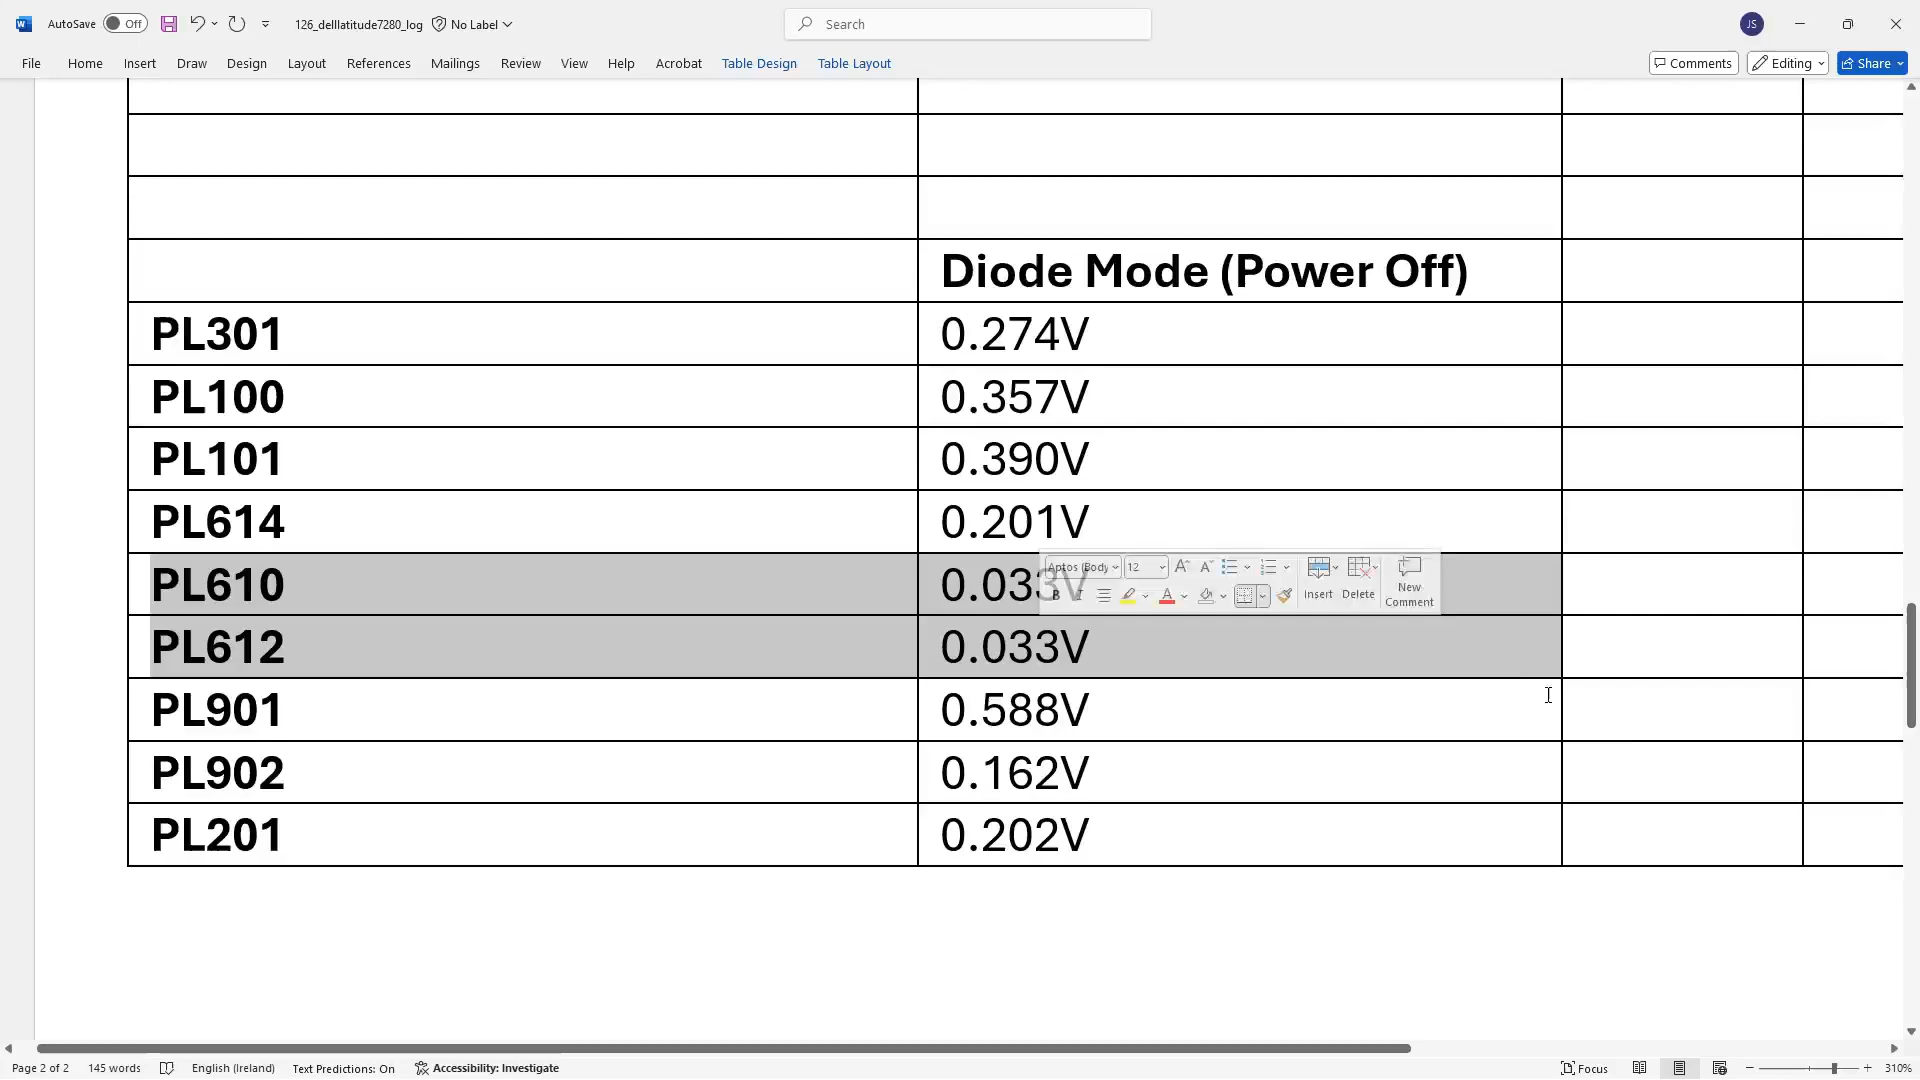 AutoSave Off 126_delllatitude7280_log No Label Search JS
File Home Insert Draw Design Layout References Mailings Review View Help Acrobat Table Design Table Layout Comments Editing Share
Diode Mode (Power Off)
PL301 0.274V
PL100 0.357V
PL101 0.390V
PL614 0.201V
PL610 0.033V
Aptos (Body 12
B I Insert Delete New Comment
PL612 0.033V
PL901 0.588V
PL902 0.162V
PL201 0.202V
Page 2 of 2 145 words English (Ireland) Text Predictions: On Accessibility: Investigate Focus 310%